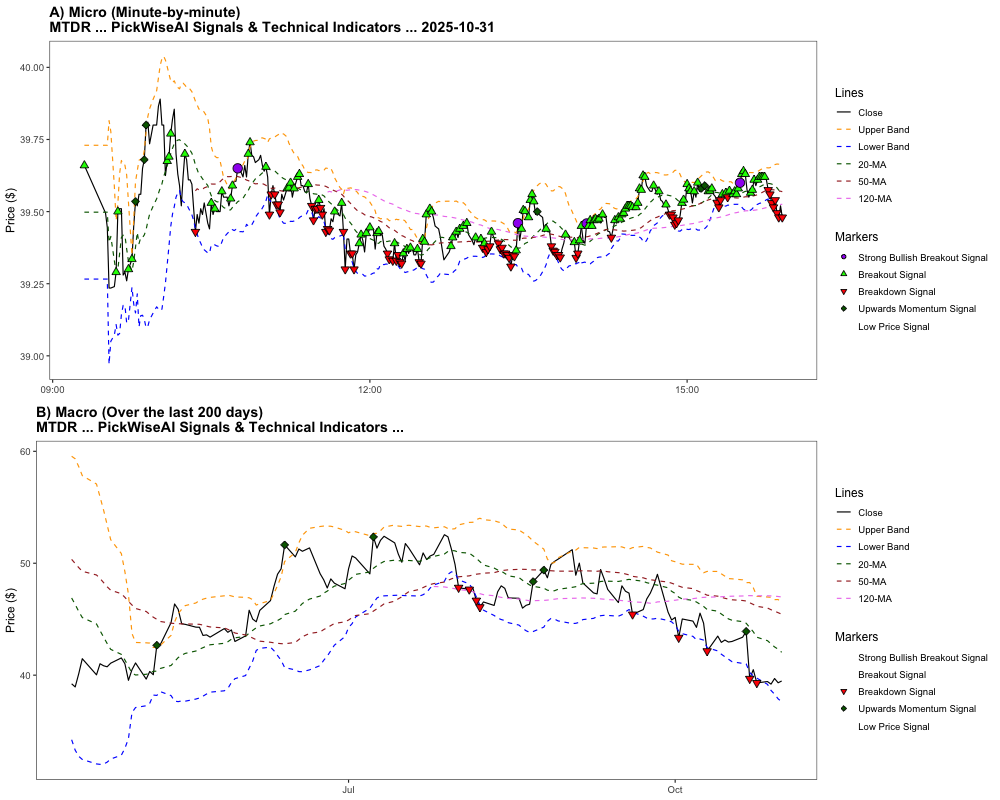 A) Micro (Minute-by-minute)
MTDR ... PickWiseAI Signals & Technical Indicators ... 2025-10-31
Price ($)
40.00
39.75
39.50
39.25
39.00
09:00
12:00
15:00
Lines
Close
Upper Band
Lower Band
20-MA
50-MA
120-MA
Markers
Strong Bullish Breakout Signal
Breakout Signal
Breakdown Signal
Upwards Momentum Signal
Low Price Signal
B) Macro (Over the last 200 days)
MTDR ... PickWiseAI Signals & Technical Indicators ...
Price ($)
60
50
40
Jul
Oct
Lines
Close
Upper Band
Lower Band
20-MA
50-MA
120-MA
Markers
Strong Bullish Breakout Signal
Breakout Signal
Breakdown Signal
Upwards Momentum Signal
Low Price Signal